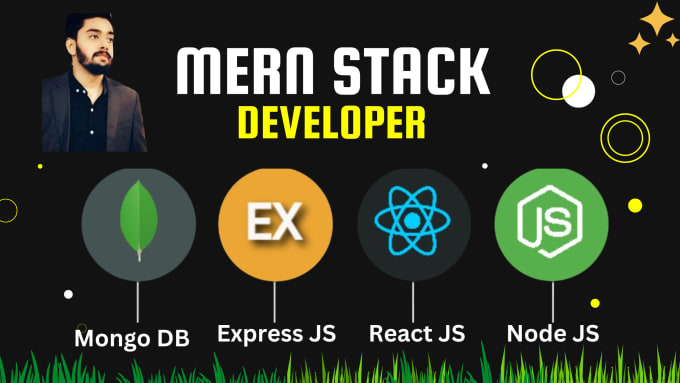 MERN STACK
DEVELOPER
EX
JS
Mongo DB
Express JS
React JS
Node JS